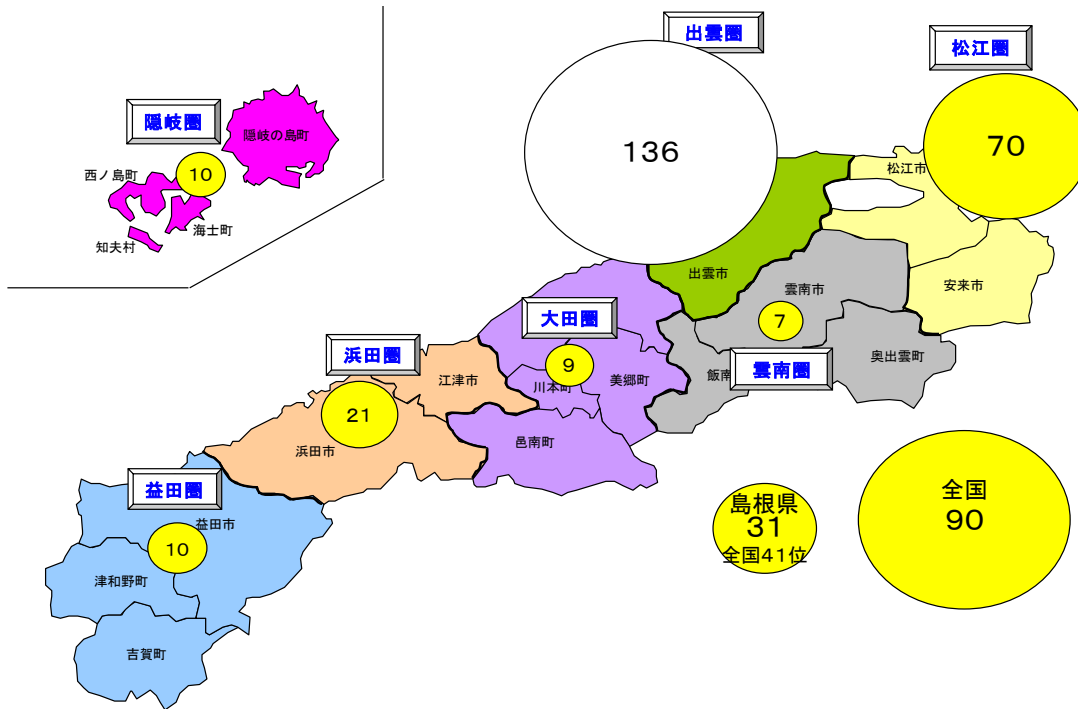 出雲圏
松江圏
136
70
隠岐圏
隠岐の島町
10
西ノ島町
海士町
知夫村
松江市
出雲市
雲南市
安来市
7
大田圏
浜田圏
9
雲南圏
奥出雲町
飯南
江津市
川本町
美郷町
21
浜田市
邑南町
益田圏
益田市
10
津和野町
吉賀町
島根県
31
全国41位
全国
90